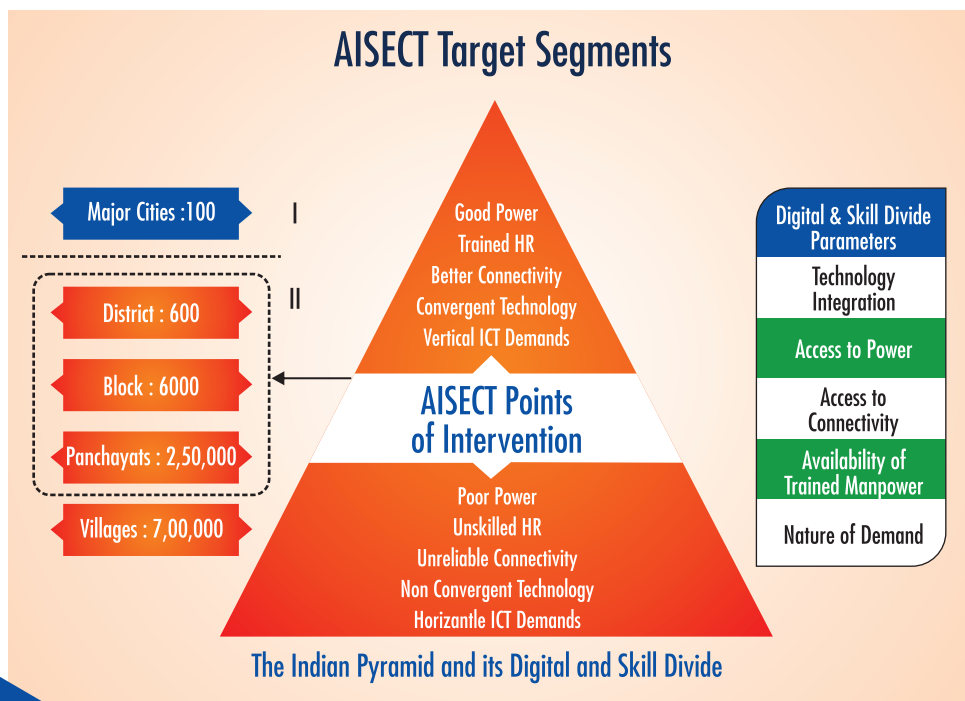 AISECT Target Segments
Major Cities :100
I
II
District : 600
Block : 6000
Panchayats : 2,50,000
Villages : 7,00,000
Good Power
Trained HR
Better Connectivity
Convergent Technology
Vertical ICT Demands
AISECT Points
of Intervention
Poor Power
Unskilled HR
Unreliable Connectivity
Non Convergent Technology
Horizantle ICT Demands
Digital & Skill Divide
Parameters
Technology
Integration
Access to Power
Access to
Connectivity
Availability of
Trained Manpower
Nature of Demand
The Indian Pyramid and its Digital and Skill Divide